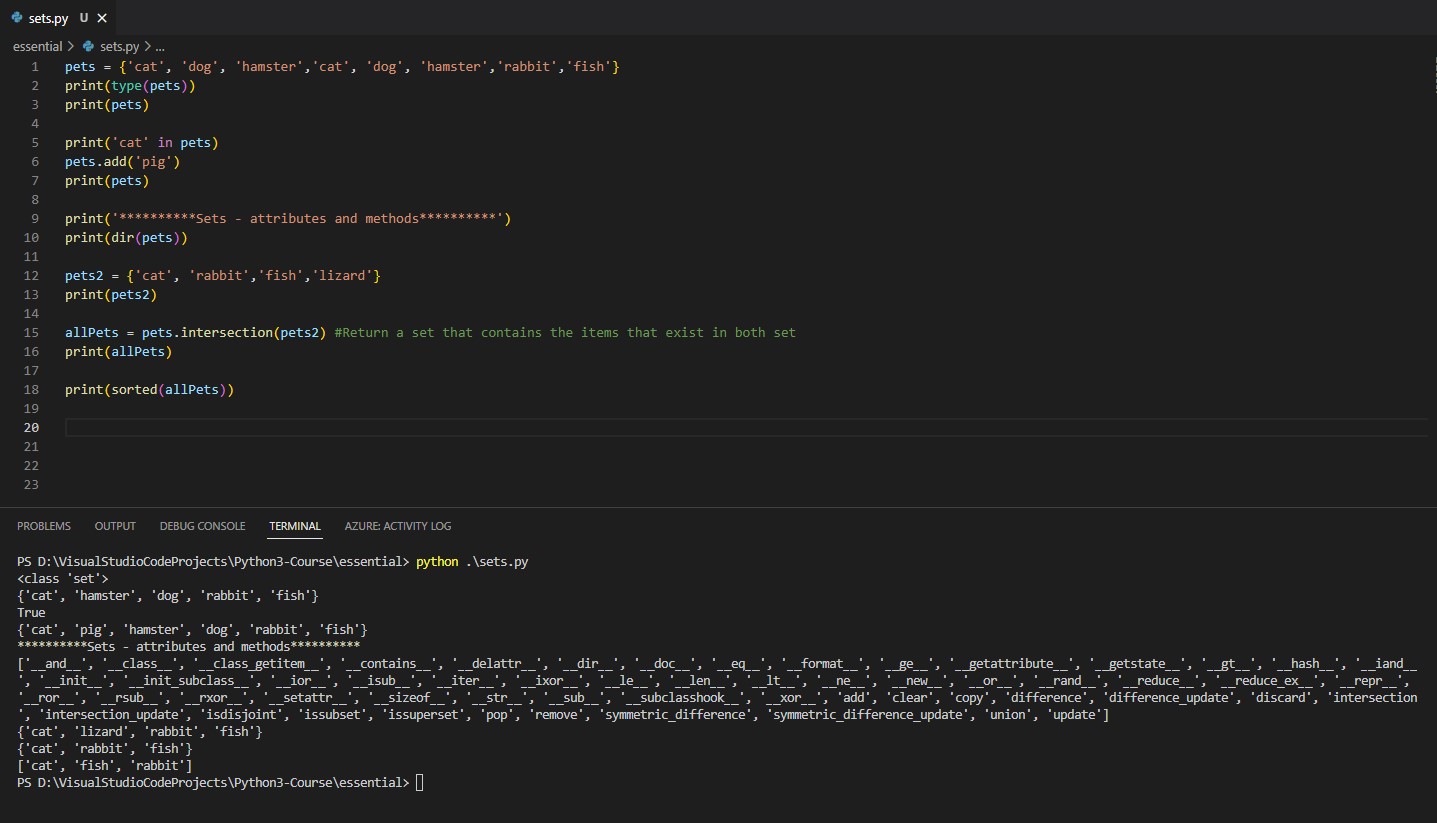 sets.py U ×
essential > sets.py > ...
1 pets = {'cat', 'dog', 'hamster','cat', 'dog', 'hamster','rabbit','fish'}
2 print(type(pets))
3 print(pets)
4
5 print('cat' in pets)
6 pets.add('pig')
7 print(pets)
8
9 print('**********Sets - attributes and methods**********')
10 print(dir(pets))
11
12 pets2 = {'cat', 'rabbit','fish','lizard'}
13 print(pets2)
14
15 allPets = pets.intersection(pets2) #Return a set that contains the items that exist in both set
16 print(allPets)
17
18 print(sorted(allPets))
19
20
21
22
23
PROBLEMS OUTPUT DEBUG CONSOLE TERMINAL AZURE: ACTIVITY LOG
PS D:\VisualStudioCodeProjects\Python3-Course\essential> python .\sets.py
<class 'set'>
{'cat', 'hamster', 'dog', 'rabbit', 'fish'}
True
{'cat', 'pig', 'hamster', 'dog', 'rabbit', 'fish'}
**********Sets - attributes and methods**********
['__and__', '__class__', '__class_getitem__', '__contains__', '__delattr__', '__dir__', '__doc__', '__eq__', '__format__', '__ge__', '__getattribute__', '__getstate__', '__gt__', '__hash__', '__iand__
', '__init__', '__init_subclass__', '__ior__', '__isub__', '__iter__', '__ixor__', '__le__', '__len__', '__lt__', '__ne__', '__new__', '__or__', '__rand__', '__reduce__', '__reduce_ex__', '__repr__',
'__ror__', '__rsub__', '__rxor__', '__setattr__', '__sizeof__', '__str__', '__sub__', '__subclasshook__', '__xor__', 'add', 'clear', 'copy', 'difference', 'difference_update', 'discard', 'intersection
', 'intersection_update', 'isdisjoint', 'issubset', 'issuperset', 'pop', 'remove', 'symmetric_difference', 'symmetric_difference_update', 'union', 'update']
{'cat', 'lizard', 'rabbit', 'fish'}
{'cat', 'rabbit', 'fish'}
['cat', 'fish', 'rabbit']
PS D:\VisualStudioCodeProjects\Python3-Course\essential>